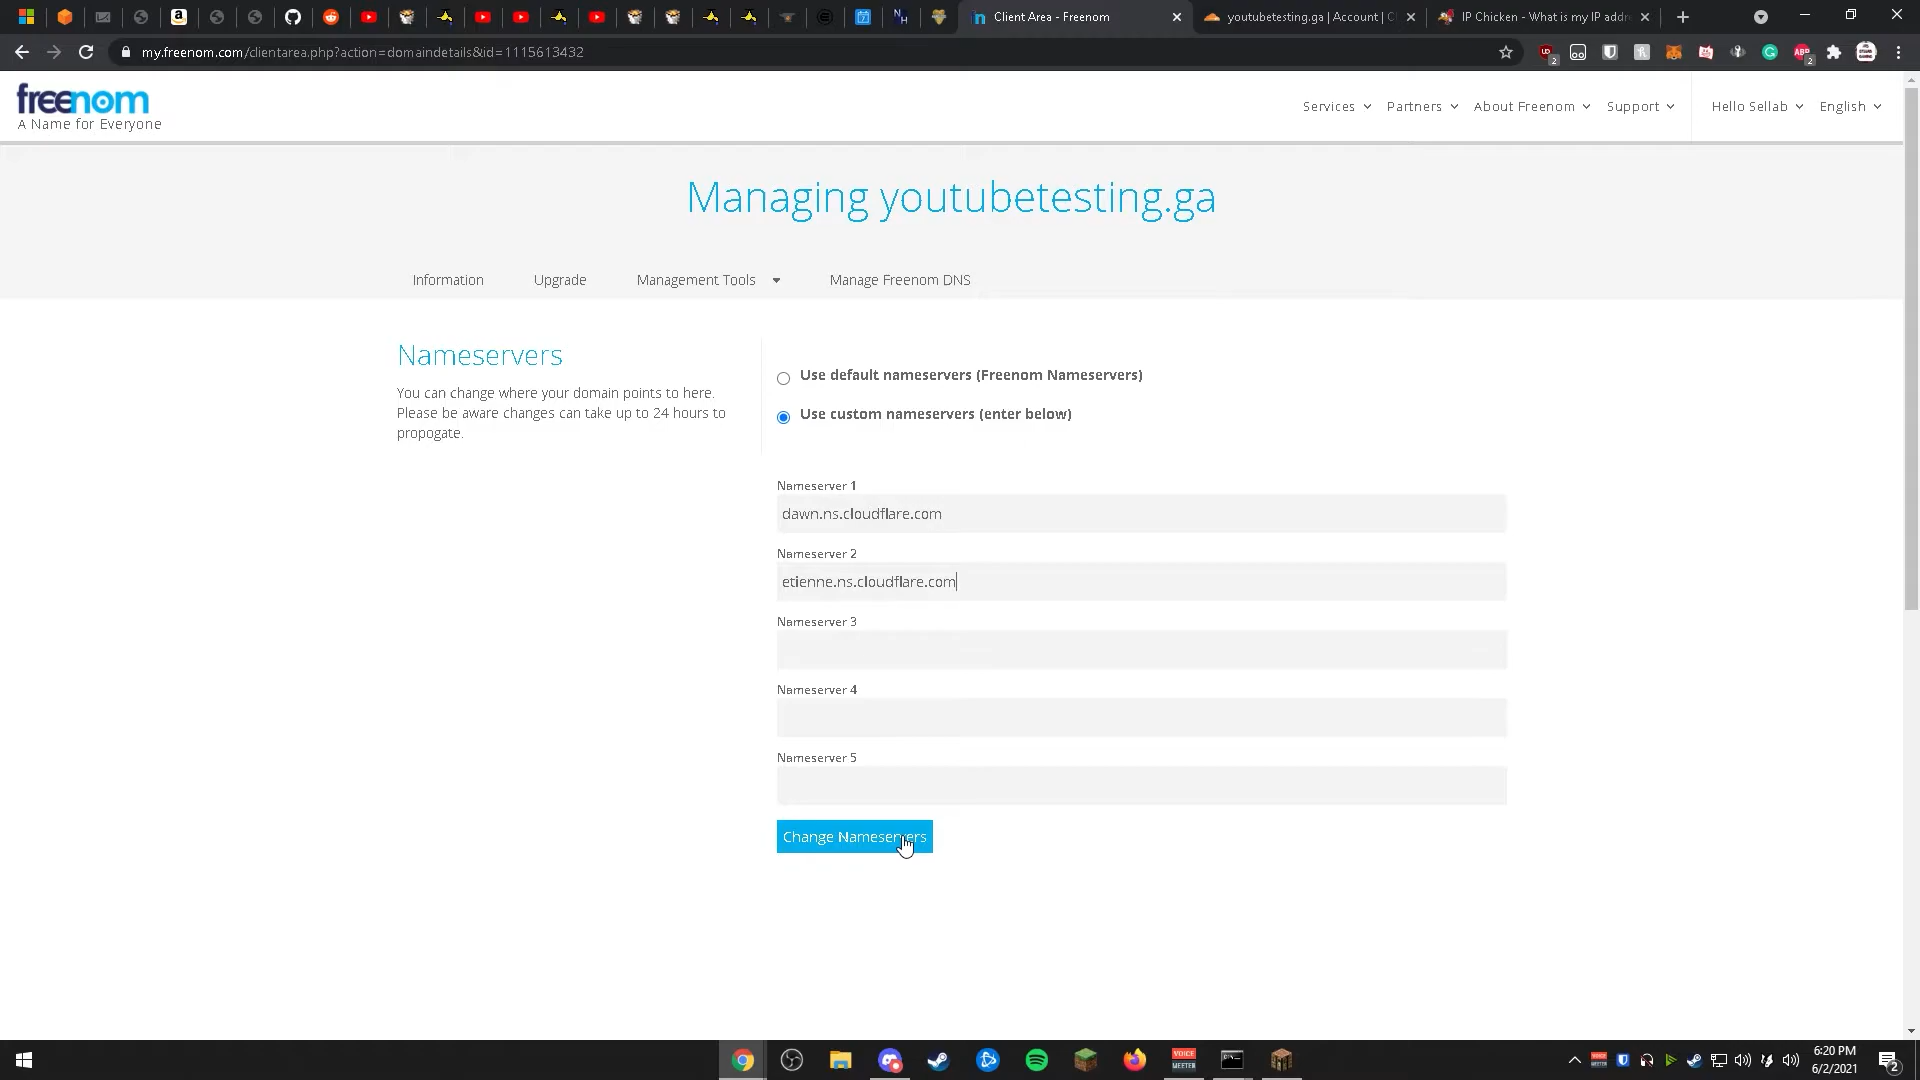 Client Area - Freenom
youtubetesting.ga | Account | C
IP Chicken - What is my IP addr
my.freenom.com/clientarea.php?action=domaindetails&id=1115613432
freenom
A Name for Everyone
Services
Partners
About Freenom
Support
Hello Sellab
English
Managing youtubetesting.ga
Information
Upgrade
Management Tools
Manage Freenom DNS
Nameservers
You can change where your domain points to here.
Please be aware changes can take up to 24 hours to
propogate.
Use default nameservers (Freenom Nameservers)
Use custom nameservers (enter below)
Nameserver 1
dawn.ns.cloudflare.com
Nameserver 2
etienne.ns.cloudflare.com
Nameserver 3
Nameserver 4
Nameserver 5
Change Nameservers
6:20 PM
6/2/2021